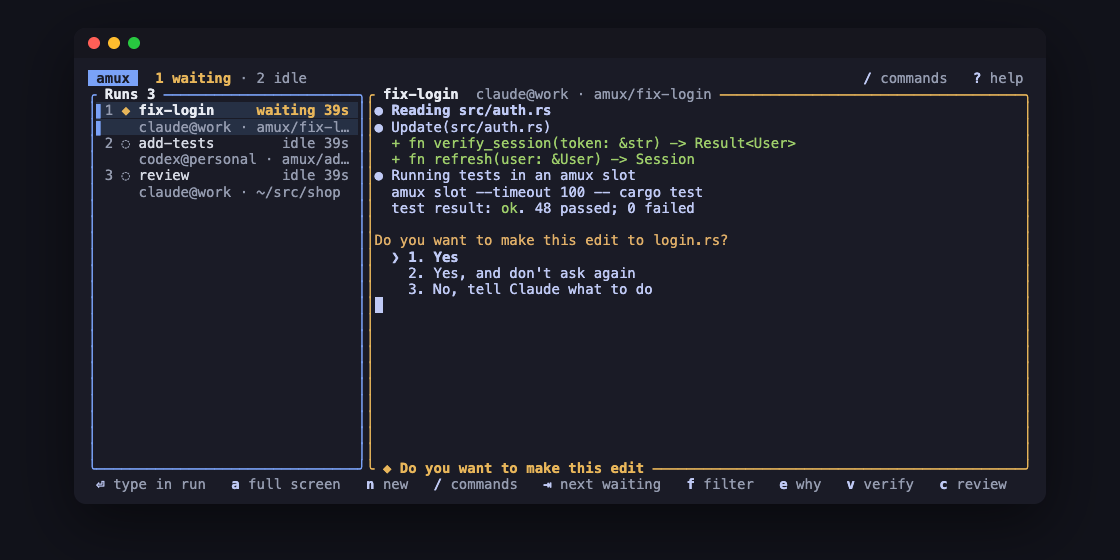 amux 1 waiting · 2 idle / commands ? help
Runs 3
1 ◆ fix-login waiting 39s
claude@work · amux/fix-l…
2 ◌ add-tests idle 39s
codex@personal · amux/ad…
3 ◌ review idle 39s
claude@work · ~/src/shop
fix-login claude@work · amux/fix-login
● Reading src/auth.rs
● Update(src/auth.rs)
+ fn verify_session(token: &str) -> Result<User>
+ fn refresh(user: &User) -> Session
● Running tests in an amux slot
amux slot --timeout 100 -- cargo test
test result: ok. 48 passed; 0 failed
Do you want to make this edit to login.rs?
❯ 1. Yes
2. Yes, and don't ask again
3. No, tell Claude what to do
◆ Do you want to make this edit
⏎ type in run a full screen n new / commands ⇥ next waiting f filter e why v verify c review